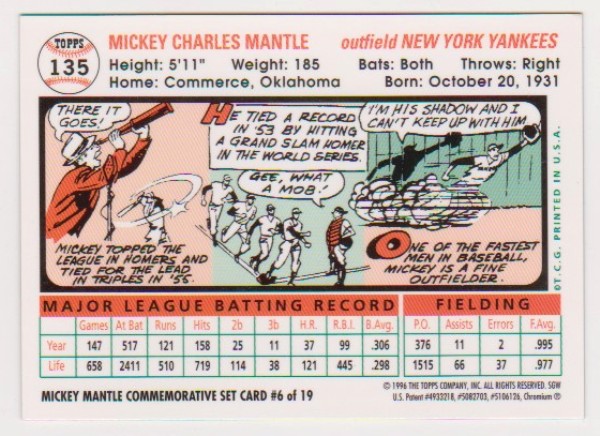 TOPPS
135
MICKEY CHARLES MANTLE outfield NEW YORK YANKEES
Height: 5'11" Weight: 185 Bats: Both Throws: Right
Home: Commerce, Oklahoma Born: October 20, 1931
THERE IT
GOES!
MICKEY TOPPED THE
LEAGUE IN HOMERS AND
TIED FOR THE LEAD
IN TRIPLES IN '55.
HE TIED A RECORD
IN '53 BY HITTING
A GRAND SLAM HOMER
IN THE WORLD SERIES.
GEE, WHAT
A MOB!
I'M HIS SHADOW AND I
CAN'T KEEP UP WITH HIM
ONE OF THE FASTEST
MEN IN BASEBALL,
MICKEY IS A FINE
OUTFIELDER.
©T.C.G. PRINTED IN U.S.A.
MAJOR LEAGUE BATTING RECORD FIELDING
Games At Bat Runs Hits 2b 3b H.R. R.B.I. B.Avg. P.O. Assists Errors F.Avg.
Year 147 517 121 158 25 11 37 99 .306 376 11 2 .995
Life 658 2411 510 719 114 38 121 445 .298 1515 66 37 .977
MICKEY MANTLE COMMEMORATIVE SET CARD #6 OF 19
© 1996 THE TOPPS COMPANY, INC. ALL RIGHTS RESERVED. SGW
U.S. Patent #4933218, #5082703, #5106126, Chromium ®